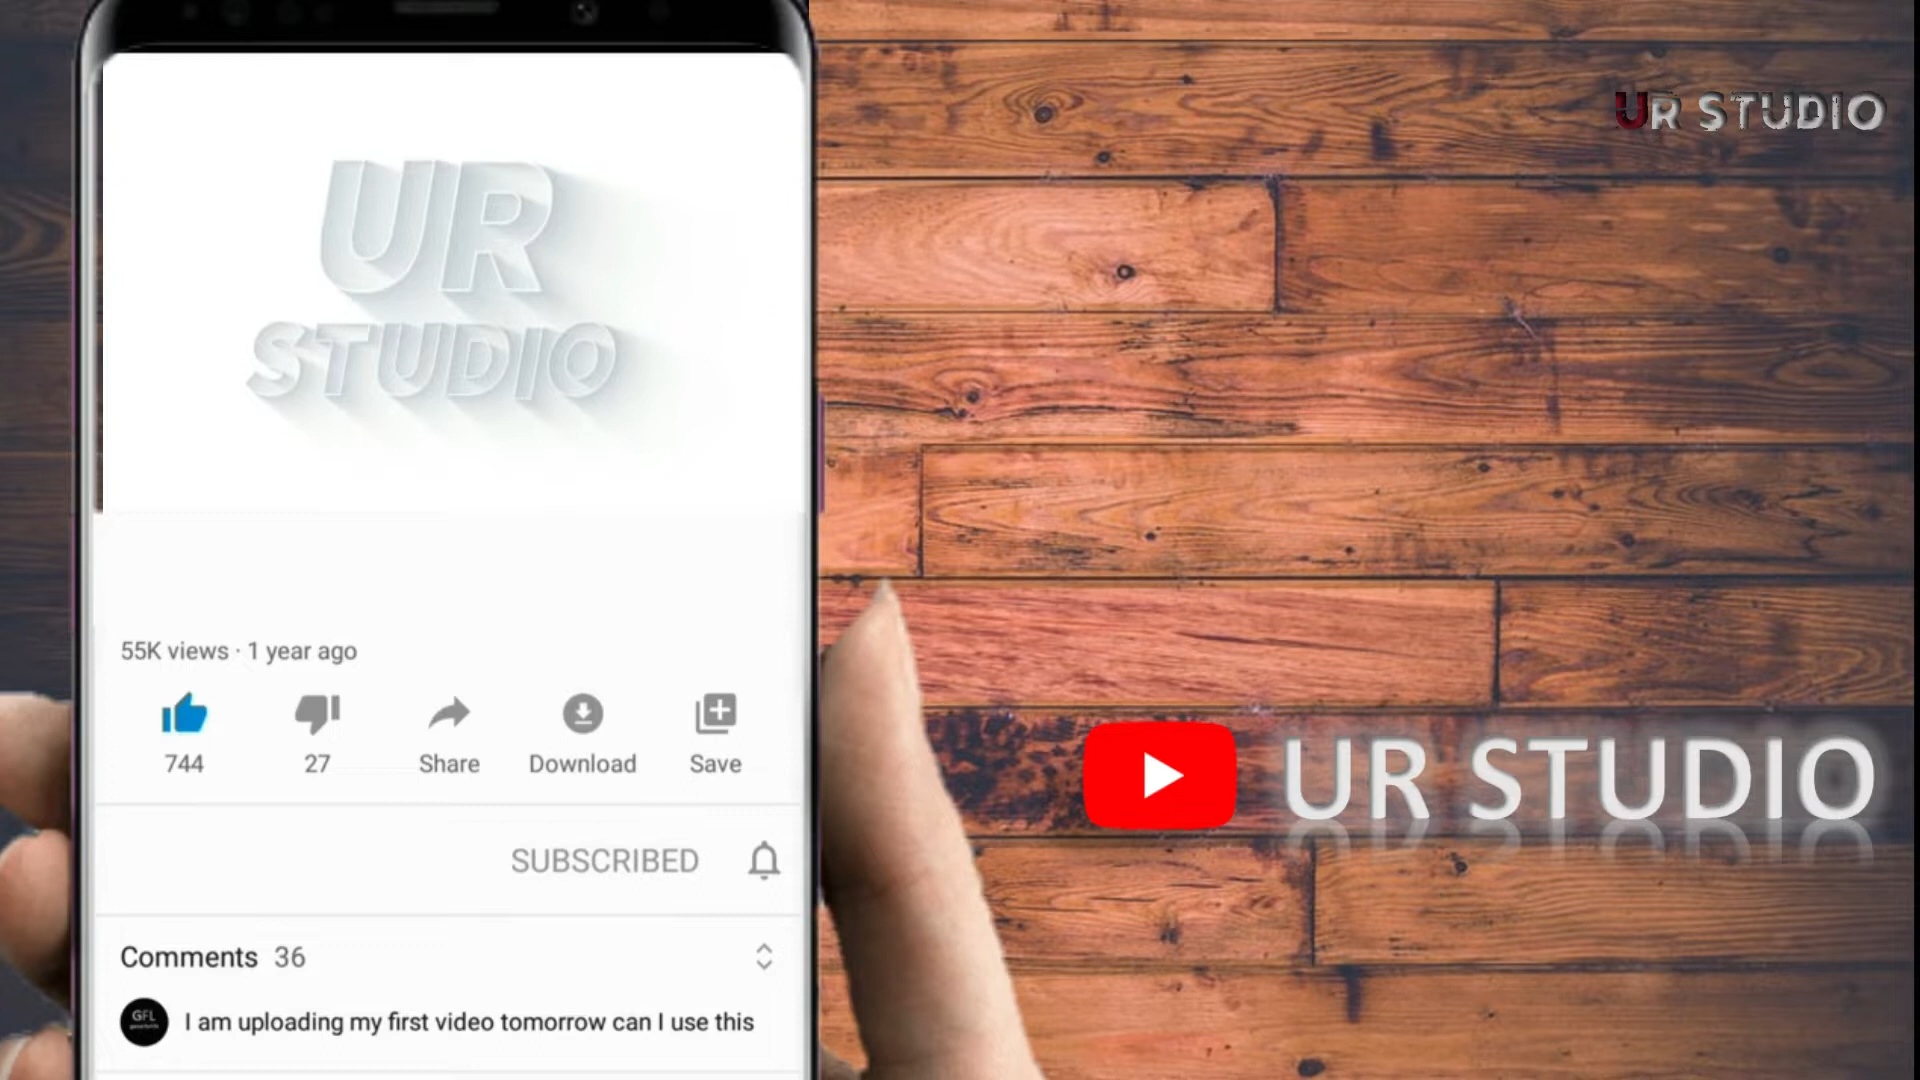 UR
STUDIO
55K views · 1 year ago
744
27
Share
Download
Save
SUBSCRIBED
Comments 36
GFL
I am uploading my first video tomorrow can I use this
UR STUDIO
UR STUDIO